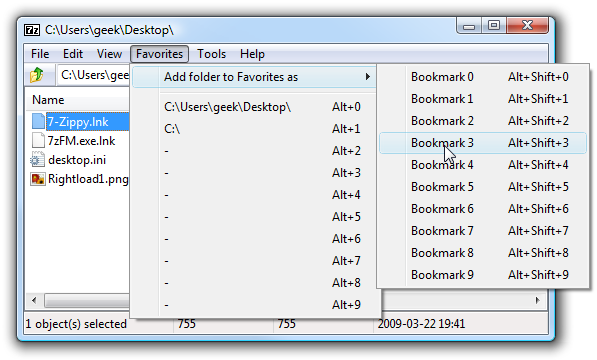 7z C:\Users\geek\Desktop\
File Edit View Favorites Tools Help
C:\Users\gee
Name
7-Zippy.lnk
7zFM.exe.lnk
desktop.ini
Rightload1.png
Add folder to Favorites as
C:\Users\geek\Desktop\ Alt+0
C:\ Alt+1
- Alt+2
- Alt+3
- Alt+4
- Alt+5
- Alt+6
- Alt+7
- Alt+8
- Alt+9
Bookmark 0 Alt+Shift+0
Bookmark 1 Alt+Shift+1
Bookmark 2 Alt+Shift+2
Bookmark 3 Alt+Shift+3
Bookmark 4 Alt+Shift+4
Bookmark 5 Alt+Shift+5
Bookmark 6 Alt+Shift+6
Bookmark 7 Alt+Shift+7
Bookmark 8 Alt+Shift+8
Bookmark 9 Alt+Shift+9
1 object(s) selected 755 755 2009-03-22 19:41